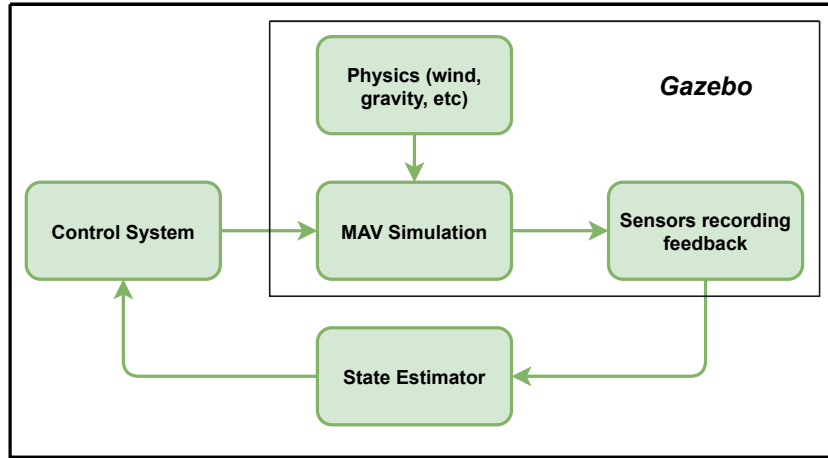 Physics (wind,
gravity, etc)
Gazebo
Control System
MAV Simulation
Sensors recording
feedback
State Estimator